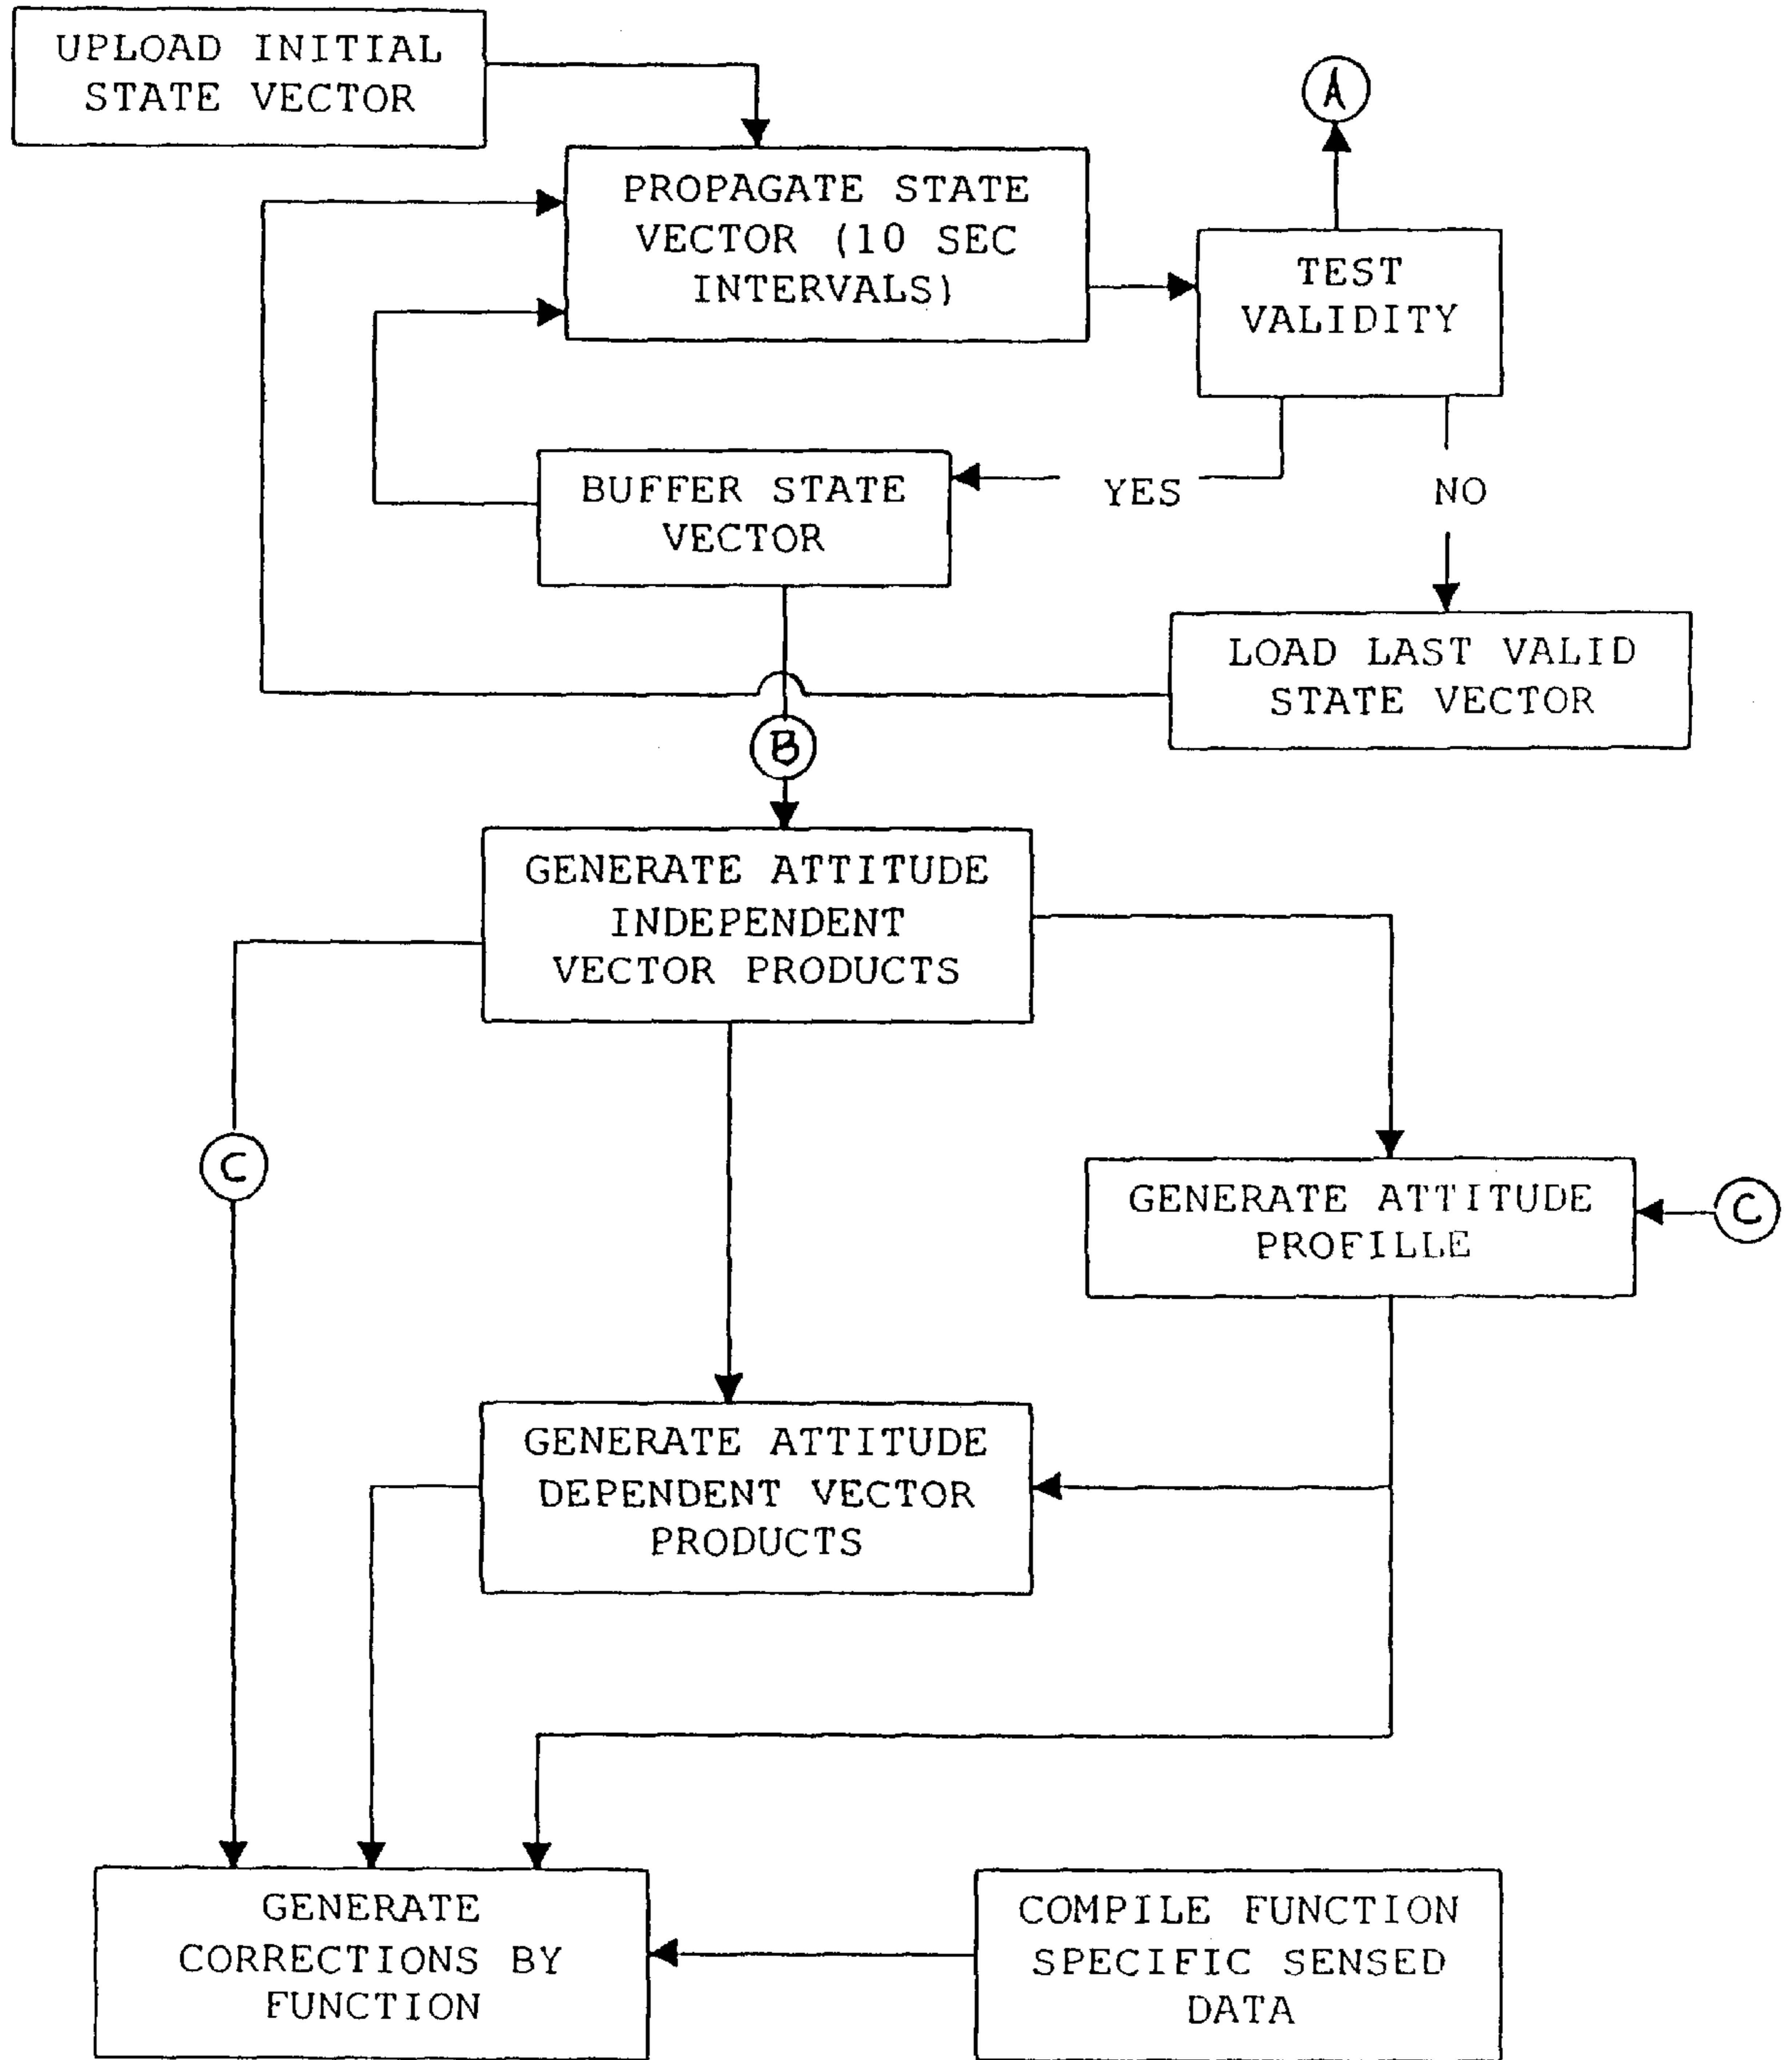 UPLOAD INITIAL
STATE VECTOR
A
PROPAGATE STATE
VECTOR (10 SEC
INTERVALS)
TEST
VALIDITY
BUFFER STATE
VECTOR
YES
NO
LOAD LAST VALID
STATE VECTOR
B
GENERATE ATTITUDE
INDEPENDENT
VECTOR PRODUCTS
C
GENERATE ATTITUDE
PROFILLE
C
GENERATE ATTITUDE
DEPENDENT VECTOR
PRODUCTS
GENERATE
CORRECTIONS BY
FUNCTION
COMPILE FUNCTION
SPECIFIC SENSED
DATA